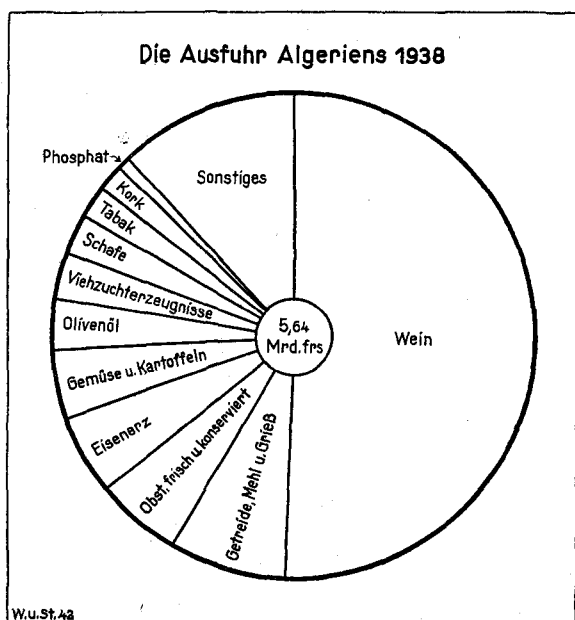 Die Ausfuhr Algeriens 1938
Phosphat
Sonstiges
Kork
Tabak
Schafe
Viehzuchterzeugnisse
Olivenöl
Gemüse u. Kartoffeln
Eisenerz
Obst, frisch u. konserviert
Getreide, Mehl u. Grieß
Wein
5,64
Mrd. frs
W.u.St.42